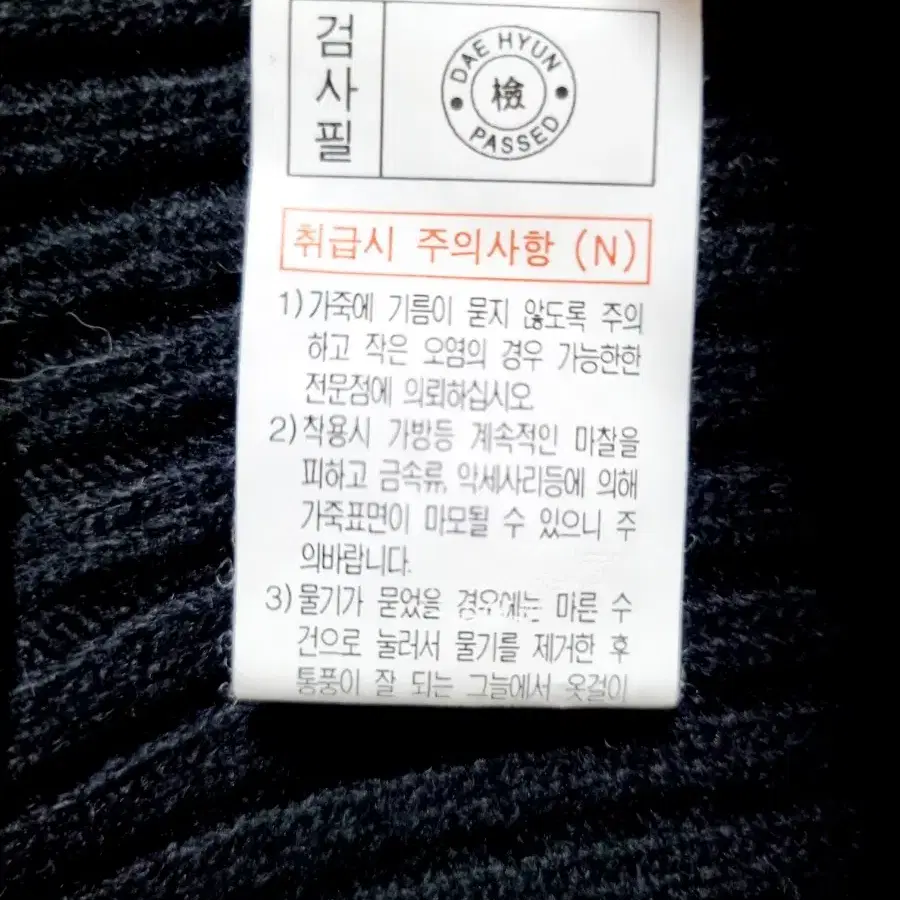 검사필
DAE HYUN
檢
PASSED
취급시 주의사항 (N)
1) 가죽에 기름이 묻지 않도록 주의
하고 작은 오염의 경우 가능한한
전문점에 의뢰하십시오.
2) 착용시 가방등 계속적인 마찰을
피하고 금속류, 악세사리등에 의해
가죽표면이 마모될 수 있으니 주
의바랍니다.
3) 물기가 묻었을 경우에는 마른 수
건으로 눌러서 물기를 제거한 후
통풍이 잘 되는 그늘에서 옷걸이